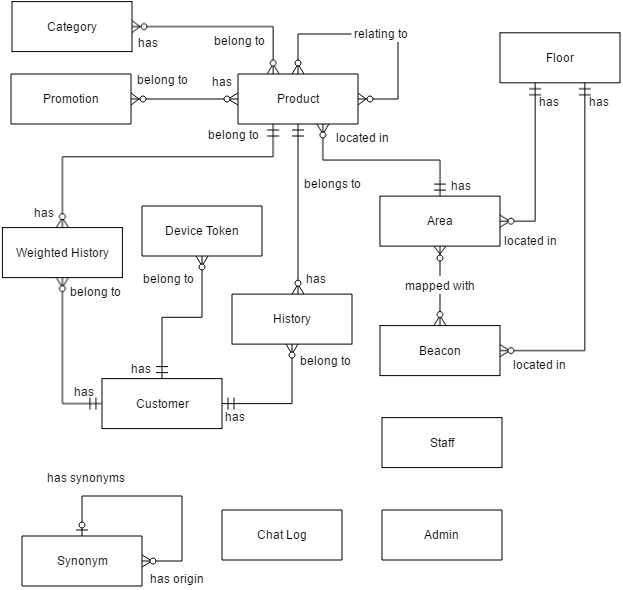 Category
has
belong to
relating to
Floor
Promotion
belong to
has
Product
has
has
belong to
located in
belongs to
has
has
Device Token
Area
Weighted History
located in
belong to
belong to
has
mapped with
History
Beacon
belong to
located in
has
has
Customer
has
Staff
has synonyms
Chat Log
Admin
Synonym
has origin